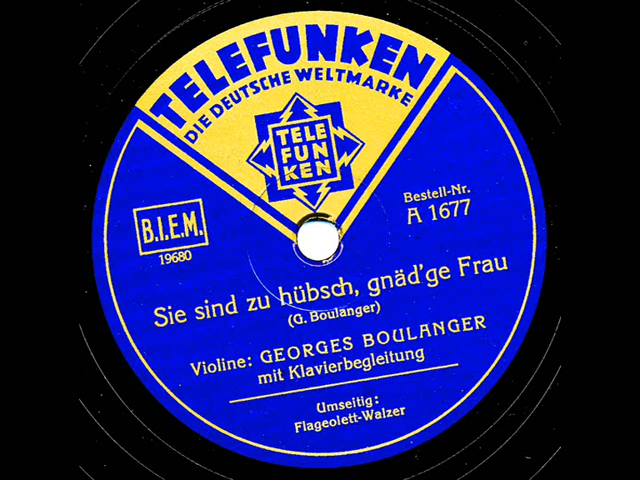 TELEFUNKEN
DIE DEUTSCHE WELTMARKE
TELE
FUN
KEN
Bestell-Nr.
A 1677
B.I.E.M.
19680
Sie sind zu hübsch, gnäd'ge Frau
(G. Boulanger)
Violine: GEORGES BOULANGER
mit Klavierbegleitung
Umseitig:
Flageolett-Walzer